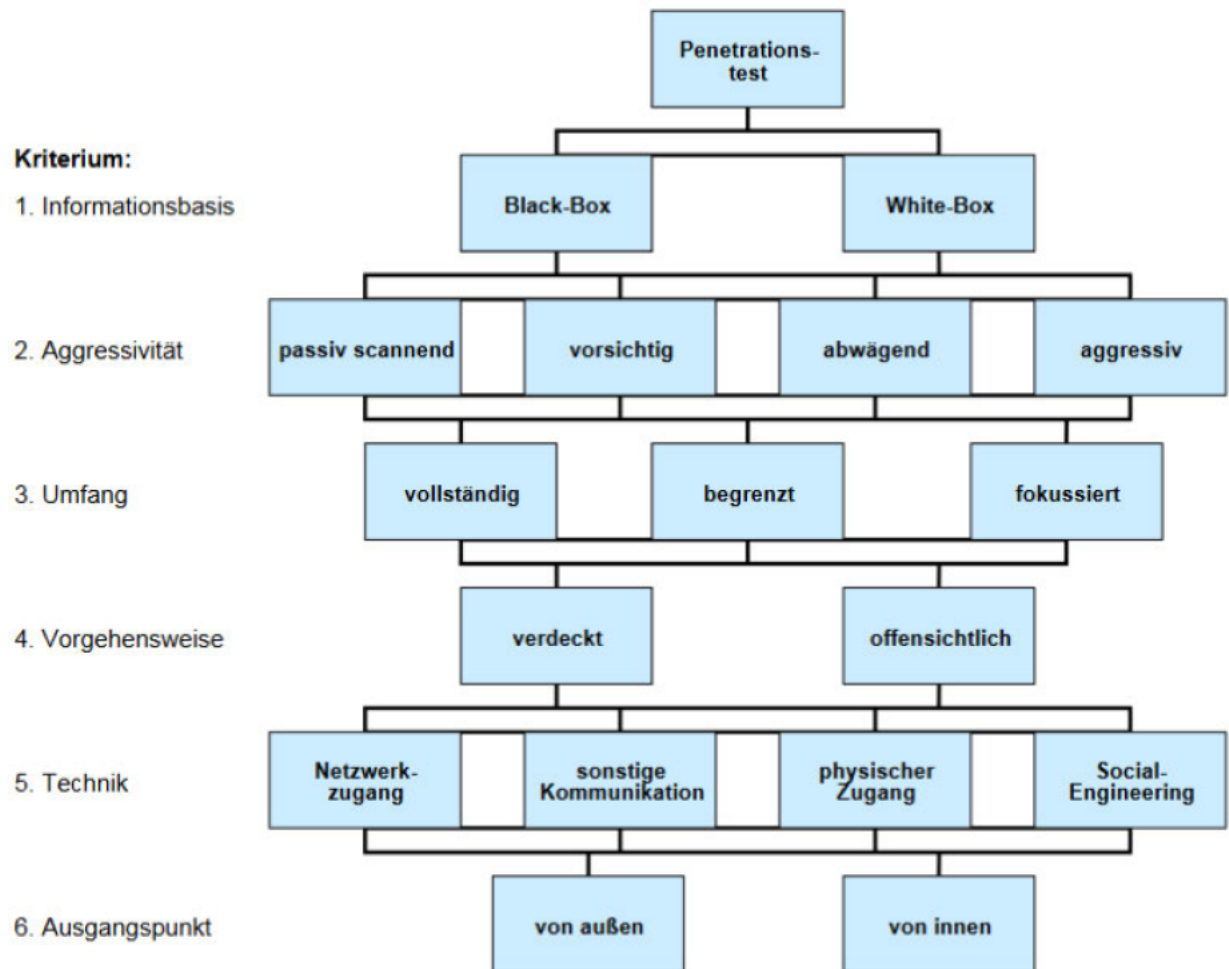 Penetrations-
test
Kriterium:
1. Informationsbasis
Black-Box
White-Box
2. Aggressivität
passiv scannend
vorsichtig
abwägend
aggressiv
3. Umfang
vollständig
begrenzt
fokussiert
4. Vorgehensweise
verdeckt
offensichtlich
5. Technik
Netzwerk-
zugang
sonstige
Kommunikation
physischer
Zugang
Social-
Engineering
6. Ausgangspunkt
von außen
von innen